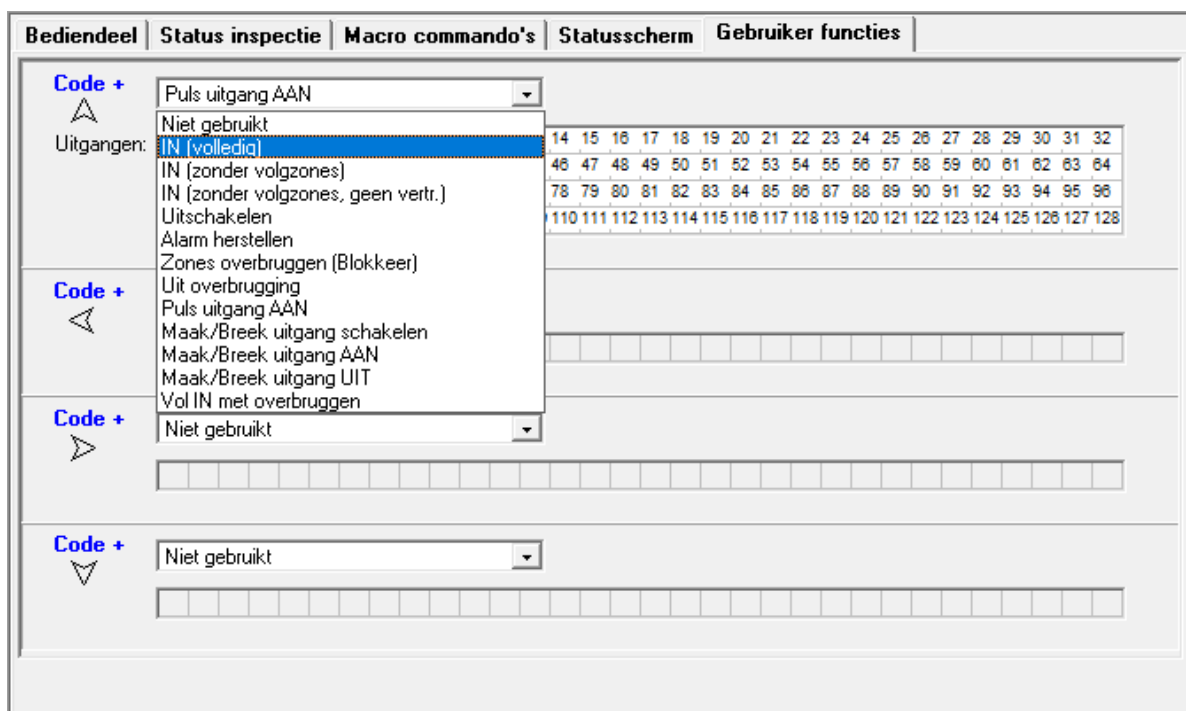 Bediendeel Status inspectie Macro commando's Statusscherm Gebruiker functies
Code +
Puls uitgang AAN
Uitgangen:
Niet gebruikt
IN (volledig)
IN (zonder volgzones)
IN (zonder volgzones, geen vertr.)
Uitschakelen
Alarm herstellen
Zones overbruggen (Blokkeer)
Uit overbrugging
Puls uitgang AAN
Maak/Breek uitgang schakelen
Maak/Breek uitgang AAN
Maak/Breek uitgang UIT
Vol IN met overbruggen
14 15 16 17 18 19 20 21 22 23 24 25 26 27 28 29 30 31 32
46 47 48 49 50 51 52 53 54 55 56 57 58 59 60 61 62 63 64
78 79 80 81 82 83 84 85 86 87 88 89 90 91 92 93 94 95 96
110 111 112 113 114 115 116 117 118 119 120 121 122 123 124 125 126 127 128
Code +
Code +
Niet gebruikt
Code +
Niet gebruikt